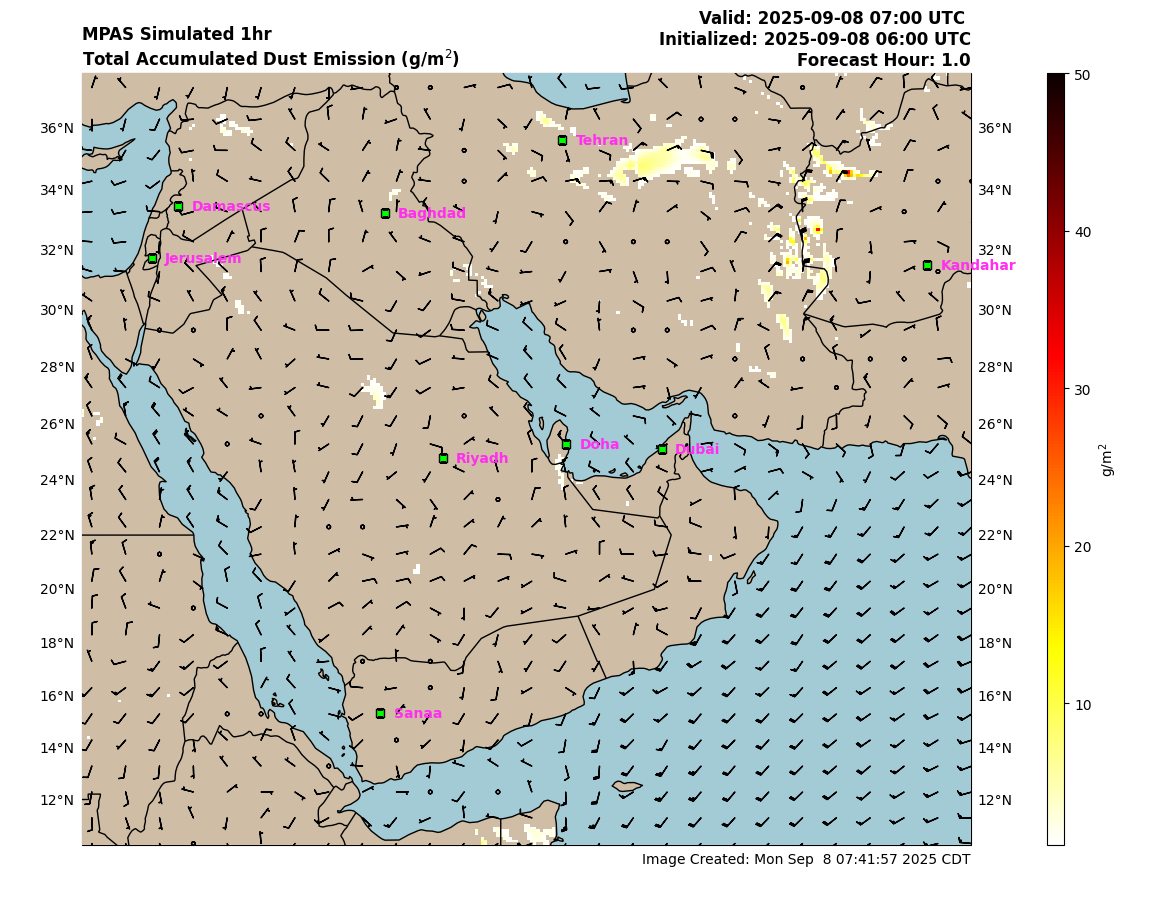 MPAS Simulated 1hr
Total Accumulated Dust Emission (g/m²)
Valid: 2025-09-08 07:00 UTC
Initialized: 2025-09-08 06:00 UTC
Forecast Hour: 1.0
36°N
34°N
32°N
30°N
28°N
26°N
24°N
22°N
20°N
18°N
16°N
14°N
12°N
Tehran
Damascus
Baghdad
Jerusalem
Kandahar
Doha
Dubai
Riyadh
Sanaa
36°N
34°N
32°N
30°N
28°N
26°N
24°N
22°N
20°N
18°N
16°N
14°N
12°N
50
40
30
20
10
g/m²
Image Created: Mon Sep 8 07:41:57 2025 CDT